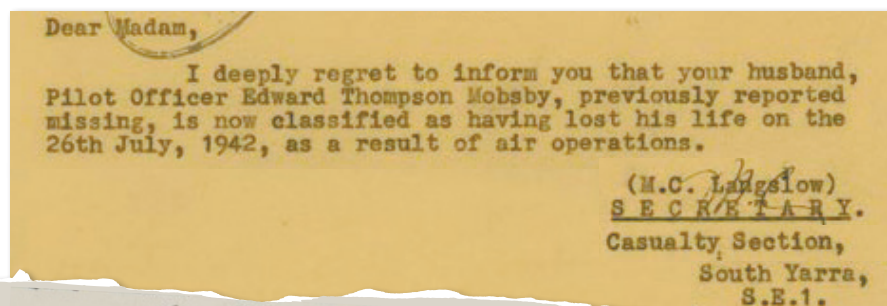 Dear Madam,
I deeply regret to inform you that your husband,
Pilot Officer Edward Thompson Mobsby, previously reported
missing, is now classified as having lost his life on the
26th July, 1942, as a result of air operations.
(M.C. Langslow)
SECRETARY.
Casualty Section,
South Yarra,
S.E.1.